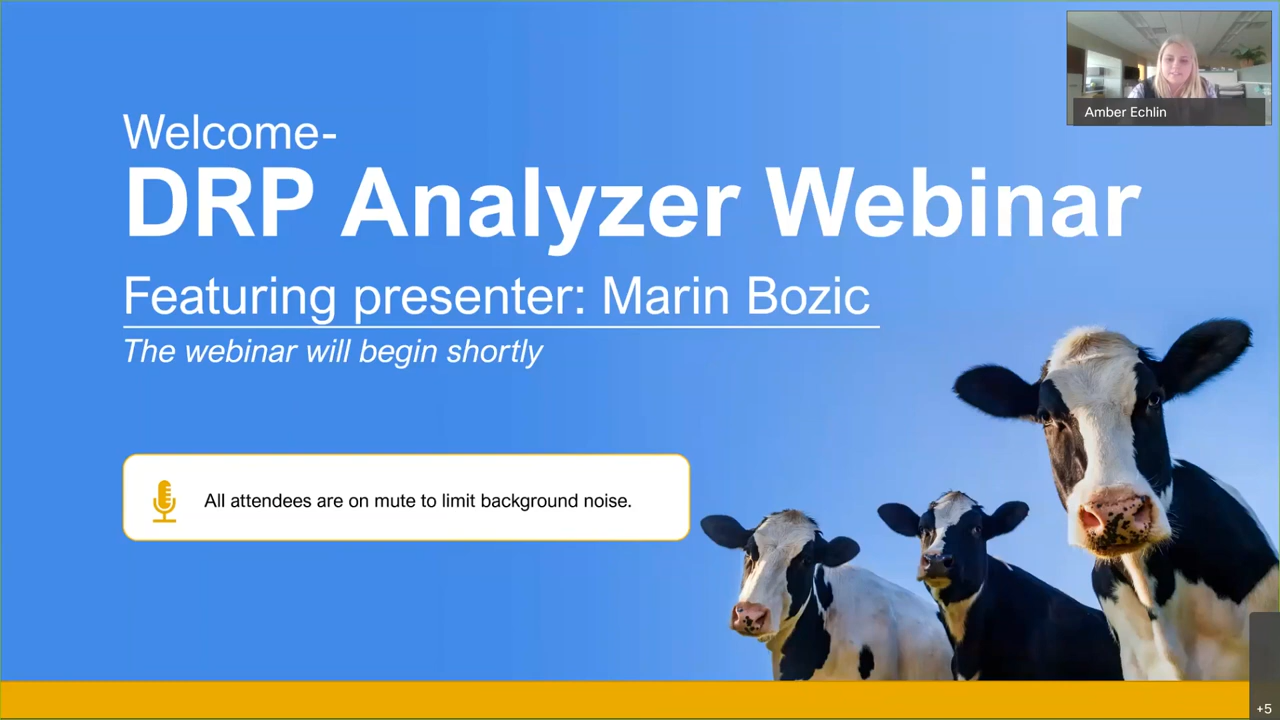 Amber Echlin
Welcome-
DRP Analyzer Webinar
Featuring presenter: Marin Bozic
The webinar will begin shortly
All attendees are on mute to limit background noise.
+5